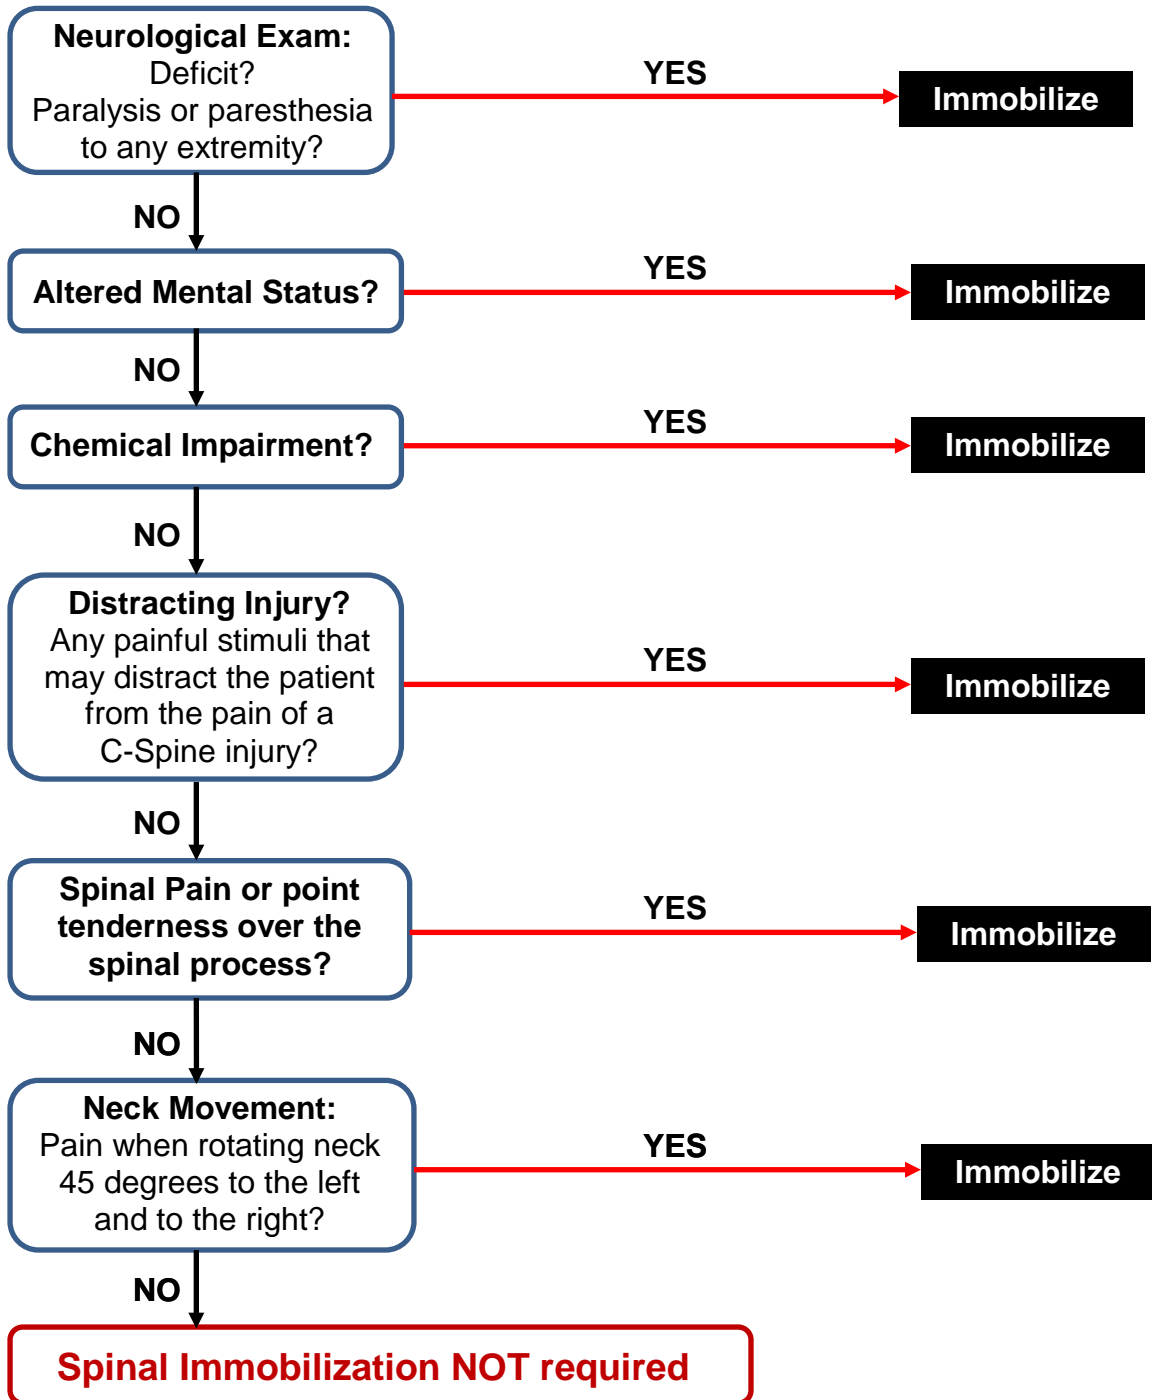 Neurological Exam:
Deficit?
Paralysis or paresthesia
to any extremity?
YES
Immobilize
NO
Altered Mental Status?
YES
Immobilize
NO
Chemical Impairment?
YES
Immobilize
NO
Distracting Injury?
Any painful stimuli that
may distract the patient
from the pain of a
C-Spine injury?
YES
Immobilize
NO
Spinal Pain or point
tenderness over the
spinal process?
YES
Immobilize
NO
Neck Movement:
Pain when rotating neck
45 degrees to the left
and to the right?
YES
Immobilize
NO
Spinal Immobilization NOT required